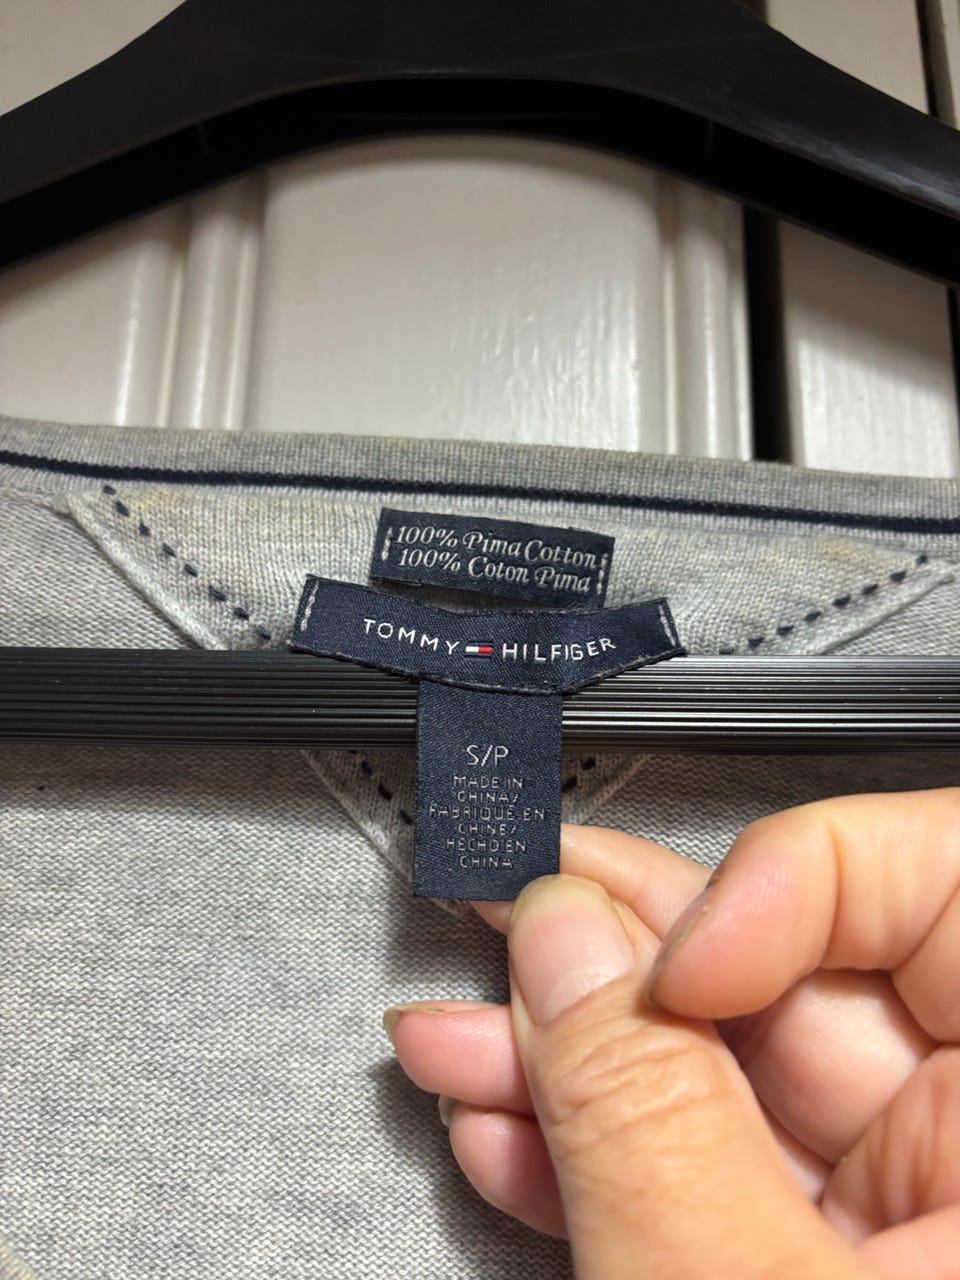 100% Pima Cotton
100% Coton Pima
TOMMY HILFIGER
S/P
MADE IN
CHINA/
FABRIQUÉ EN
CHINE/
HECHO EN
CHINA